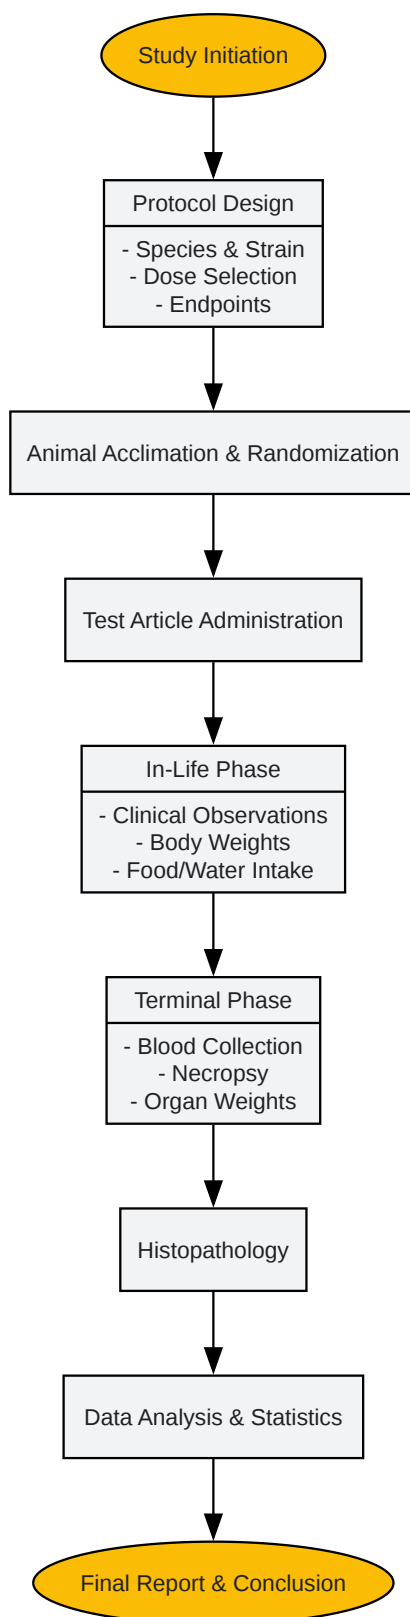 Study Initiation
Protocol Design
- Species & Strain
- Dose Selection
- Endpoints
Animal Acclimation & Randomization
Test Article Administration
In-Life Phase
- Clinical Observations
- Body Weights
- Food/Water Intake
Terminal Phase
- Blood Collection
- Necropsy
- Organ Weights
Histopathology
Data Analysis & Statistics
Final Report & Conclusion